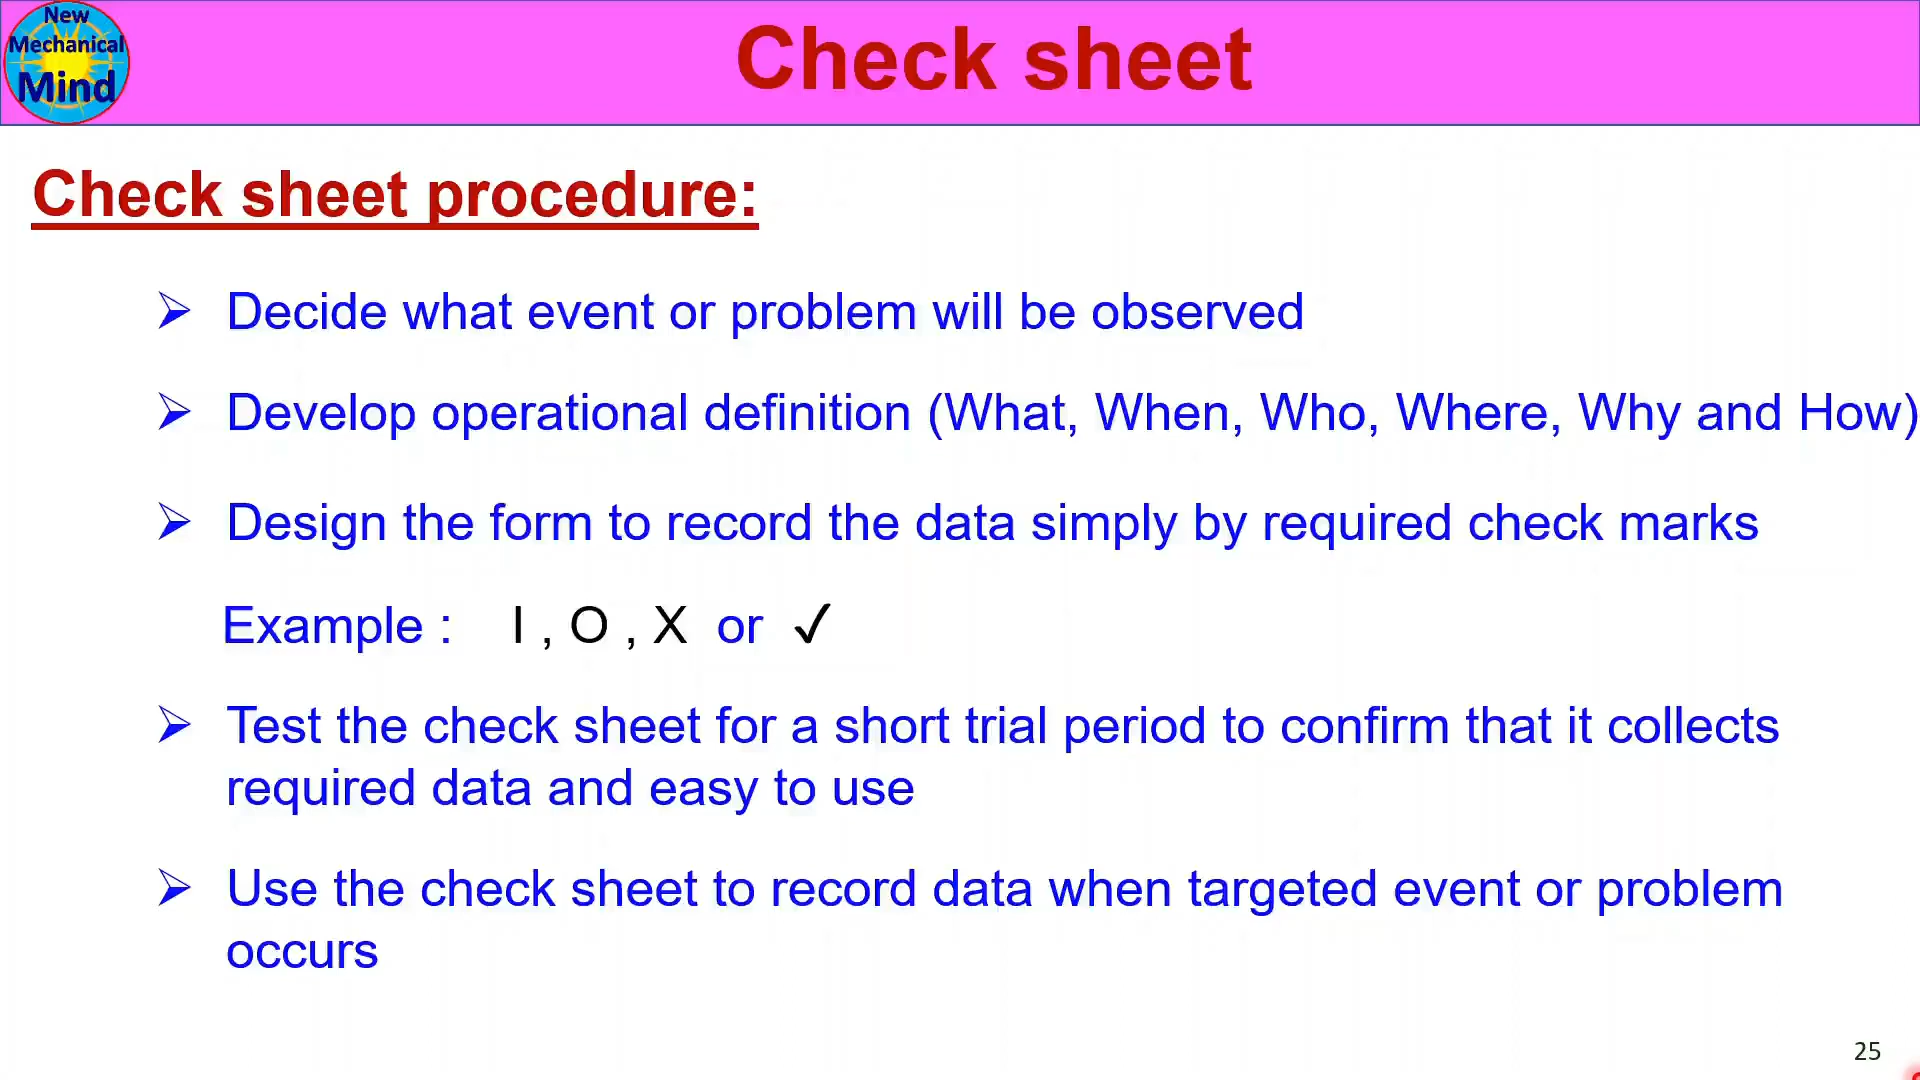 New
Mechanical
Mind
Check sheet
Check sheet procedure:
➢ Decide what event or problem will be observed
➢ Develop operational definition (What, When, Who, Where, Why and How)
➢ Design the form to record the data simply by required check marks
Example : I , O , X or ✓
➢ Test the check sheet for a short trial period to confirm that it collects
required data and easy to use
➢ Use the check sheet to record data when targeted event or problem
occurs
25